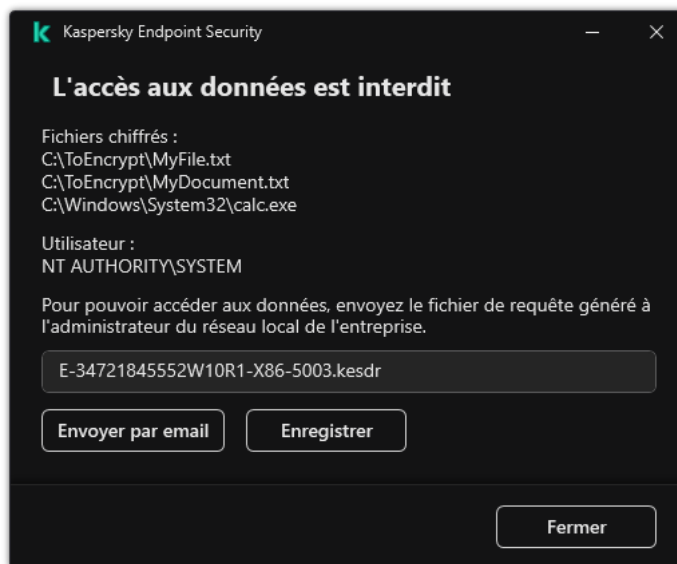 Kaspersky Endpoint Security
L'accès aux données est interdit
Fichiers chiffrés :
C:\ToEncrypt\MyFile.txt
C:\ToEncrypt\MyDocument.txt
C:\Windows\System32\calc.exe
Utilisateur :
NT AUTHORITY\SYSTEM
Pour pouvoir accéder aux données, envoyez le fichier de requête généré à
l'administrateur du réseau local de l'entreprise.
E-34721845552W10R1-X86-5003.kesdr
Envoyer par email
Enregistrer
Fermer